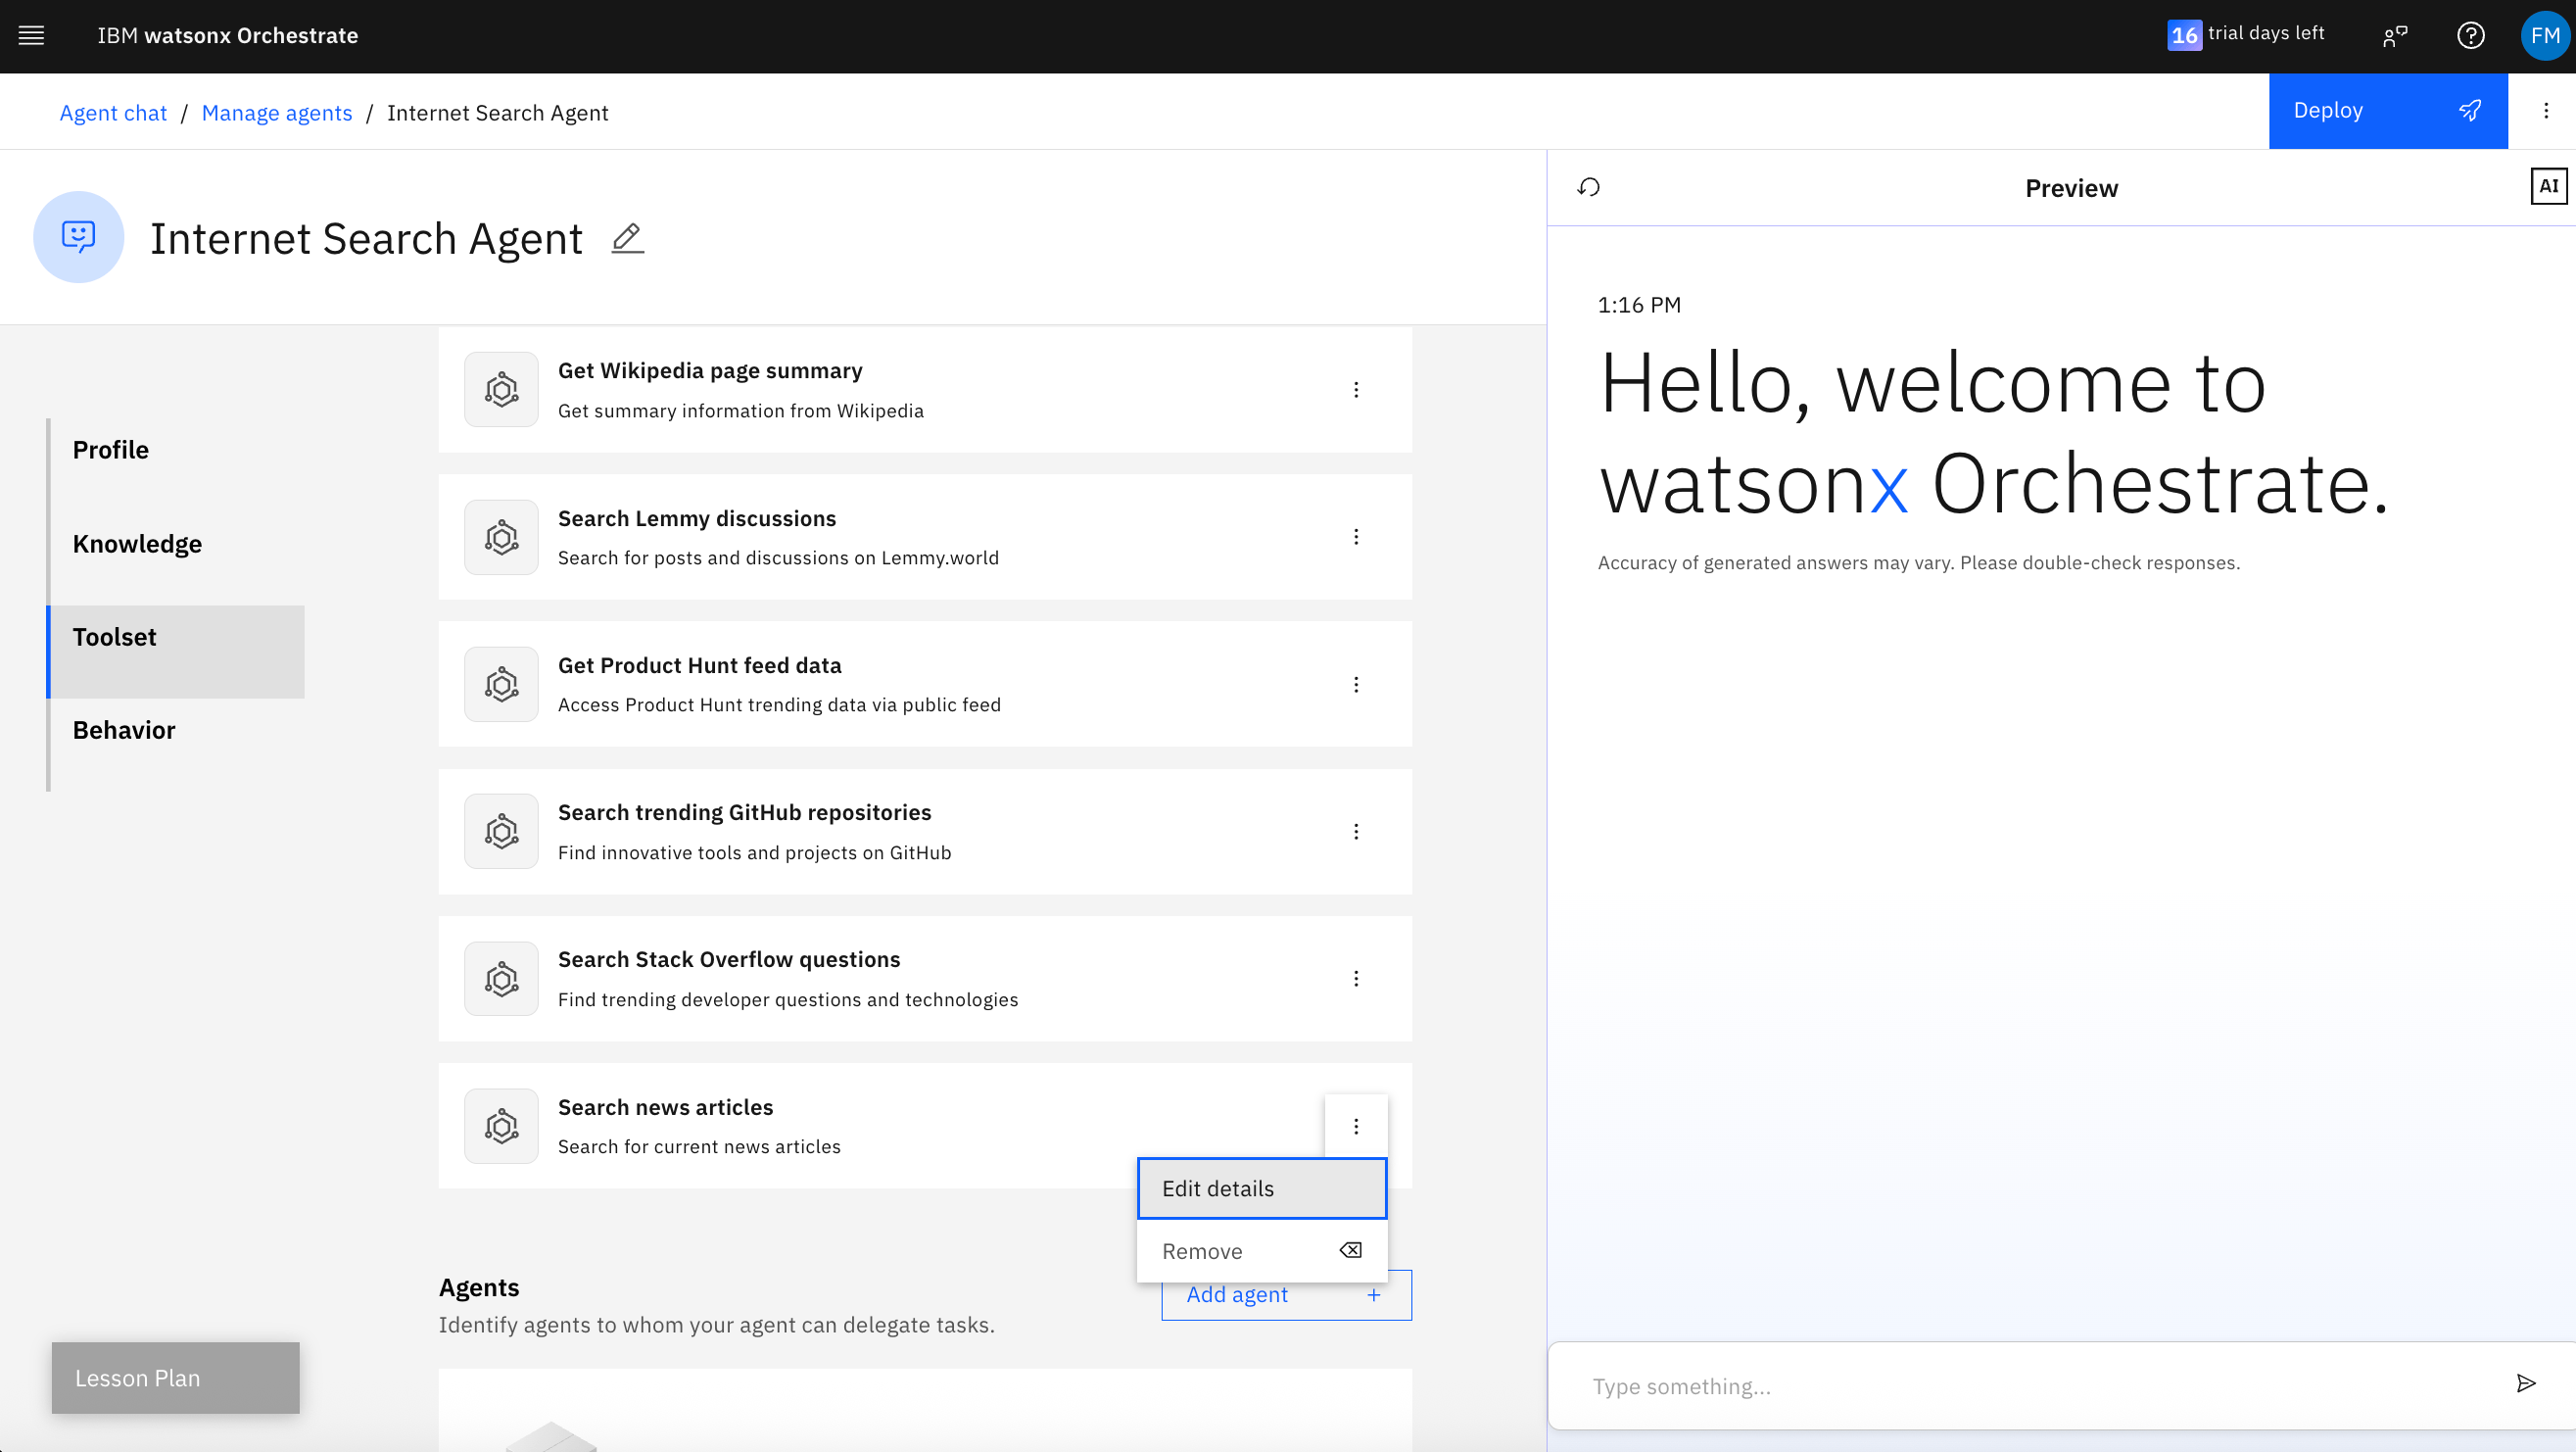 IBM watsonx Orchestrate
16 trial days left
FM
Agent chat / Manage agents / Internet Search Agent
Deploy
Internet Search Agent
Profile
Knowledge
Toolset
Behavior
Lesson Plan
Get Wikipedia page summary
Get summary information from Wikipedia
Search Lemmy discussions
Search for posts and discussions on Lemmy.world
Get Product Hunt feed data
Access Product Hunt trending data via public feed
Search trending GitHub repositories
Find innovative tools and projects on GitHub
Search Stack Overflow questions
Find trending developer questions and technologies
Search news articles
Search for current news articles
Edit details
Remove
Agents
Add agent +
Identify agents to whom your agent can delegate tasks.
Preview
AI
1:16 PM
Hello, welcome to
watsonx Orchestrate.
Accuracy of generated answers may vary. Please double-check responses.
Type something...